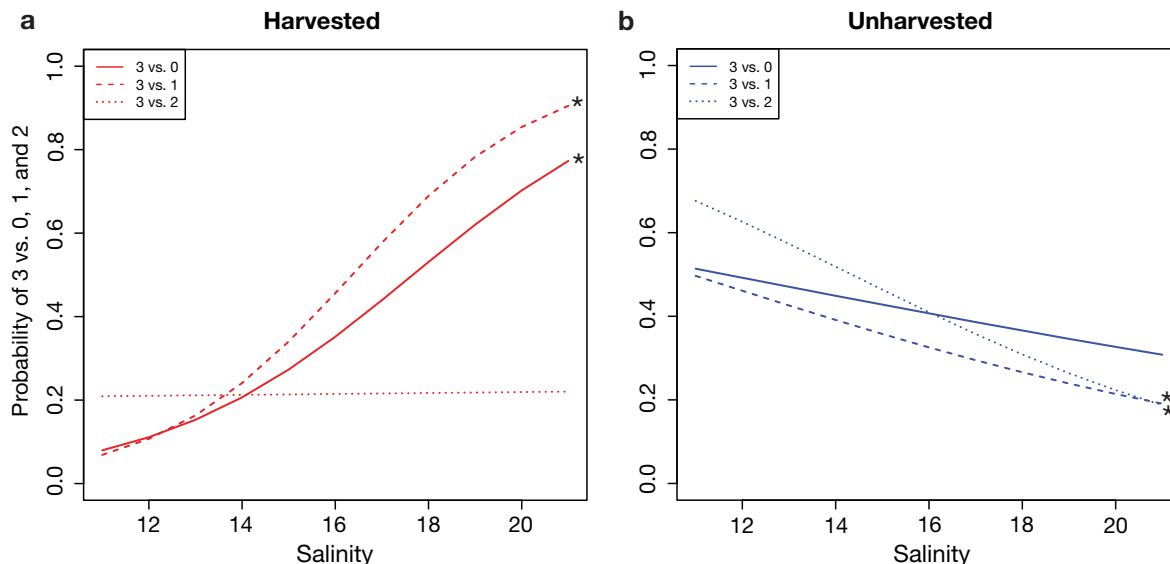 a Harvested
3 vs. 0
3 vs. 1
3 vs. 2
Probability of 3 vs. 0, 1, and 2
1.0
0.8
0.6
0.4
0.2
0.0
*
*
12 14 16 18 20
Salinity
b Unharvested
3 vs. 0
3 vs. 1
3 vs. 2
1.0
0.8
0.6
0.4
0.2
0.0
*
*
12 14 16 18 20
Salinity